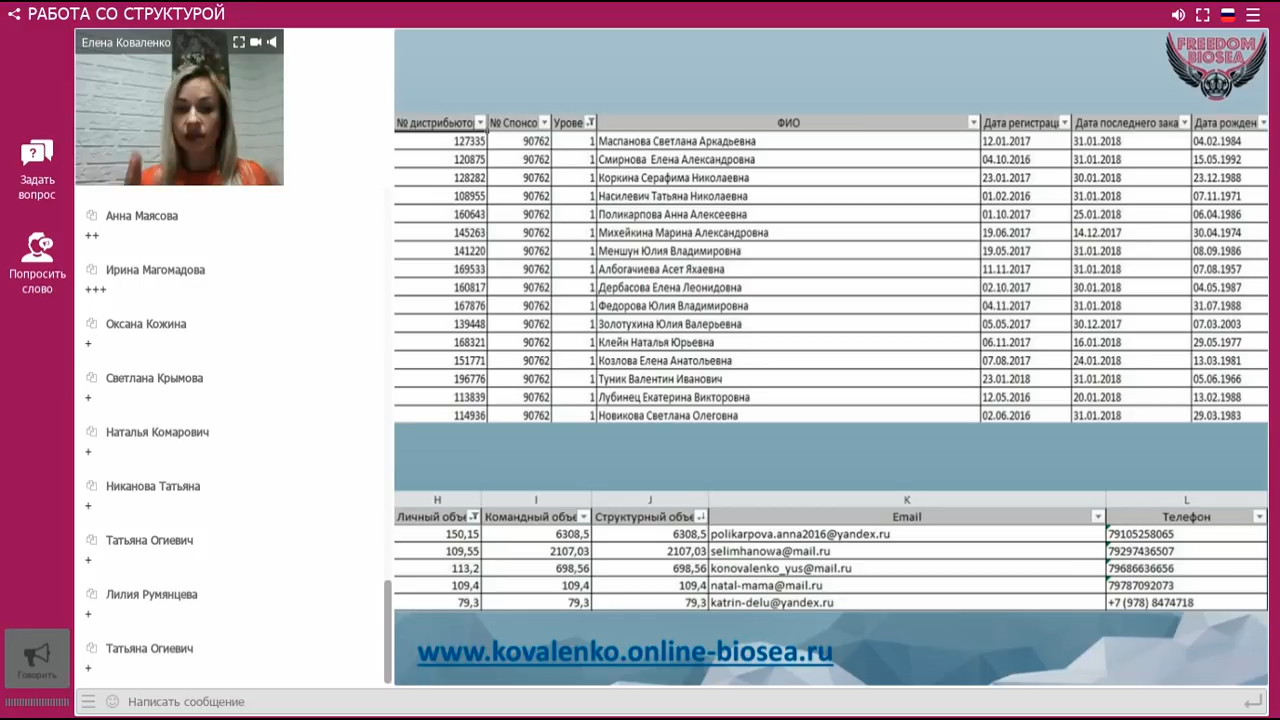 РАБОТА СО СТРУКТУРОЙ
Елена Коваленко
Задать
вопрос
Попросить
слово
Говорить
Анна Маясова
++
Ирина Магомадова
+++
Оксана Кожина
+
Светлана Крымова
+
Наталья Комарович
+
Никанова Татьяна
+
Татьяна Огиевич
+
Лилия Румянцева
+
Татьяна Огиевич
+
Написать сообщение
FREEDOM
BIOSEA
№ дистрибьюто № Спонсо Урове ФИО Дата регистрац Дата последнего зака Дата рожден
127335 90762 1 Маспанова Светлана Аркадьевна 12.01.2017 31.01.2018 04.02.1984
120875 90762 1 Смирнова Елена Александровна 04.10.2016 31.01.2018 15.05.1992
128282 90762 1 Коркина Серафима Николаевна 23.01.2017 30.01.2018 23.12.1988
108955 90762 1 Насилевич Татьяна Николаевна 01.02.2016 31.01.2018 07.11.1971
160643 90762 1 Поликарпова Анна Алексеевна 01.10.2017 25.01.2018 06.04.1986
145263 90762 1 Михейкина Марина Александровна 19.06.2017 14.12.2017 30.04.1974
141220 90762 1 Меншун Юлия Владимировна 19.05.2017 31.01.2018 08.09.1986
169533 90762 1 Албогачиева Асет Яхаевна 11.11.2017 31.01.2018 07.08.1957
160817 90762 1 Дербасова Елена Леонидовна 02.10.2017 30.01.2018 04.05.1987
167876 90762 1 Федорова Юлия Владимировна 04.11.2017 31.01.2018 31.07.1988
139448 90762 1 Золотухина Юлия Валерьевна 05.05.2017 30.12.2017 07.03.2003
168321 90762 1 Клейн Наталья Юрьевна 06.11.2017 16.01.2018 29.05.1977
151771 90762 1 Козлова Елена Анатольевна 07.08.2017 24.01.2018 13.03.1981
196776 90762 1 Туник Валентин Иванович 23.01.2018 31.01.2018 05.06.1966
113839 90762 1 Лубинец Екатерина Викторовна 12.05.2016 20.01.2018 13.02.1988
114936 90762 1 Новикова Светлана Олеговна 02.06.2016 31.01.2018 29.03.1983
H I J K L
Личный объе Командный объе Структурный объе Email Телефон
150,15 6308,5 6308,5 polikarpova.anna2016@yandex.ru 79105258065
109,55 2107,03 2107,03 selimhanowa@mail.ru 79297436507
113,2 698,56 698,56 konovalenko_yus@mail.ru 79686636656
109,4 109,4 109,4 natal-mama@mail.ru 79787092073
79,3 79,3 79,3 katrin-delu@yandex.ru +7 (978) 8474718
www.kovalenko.online-biosea.ru